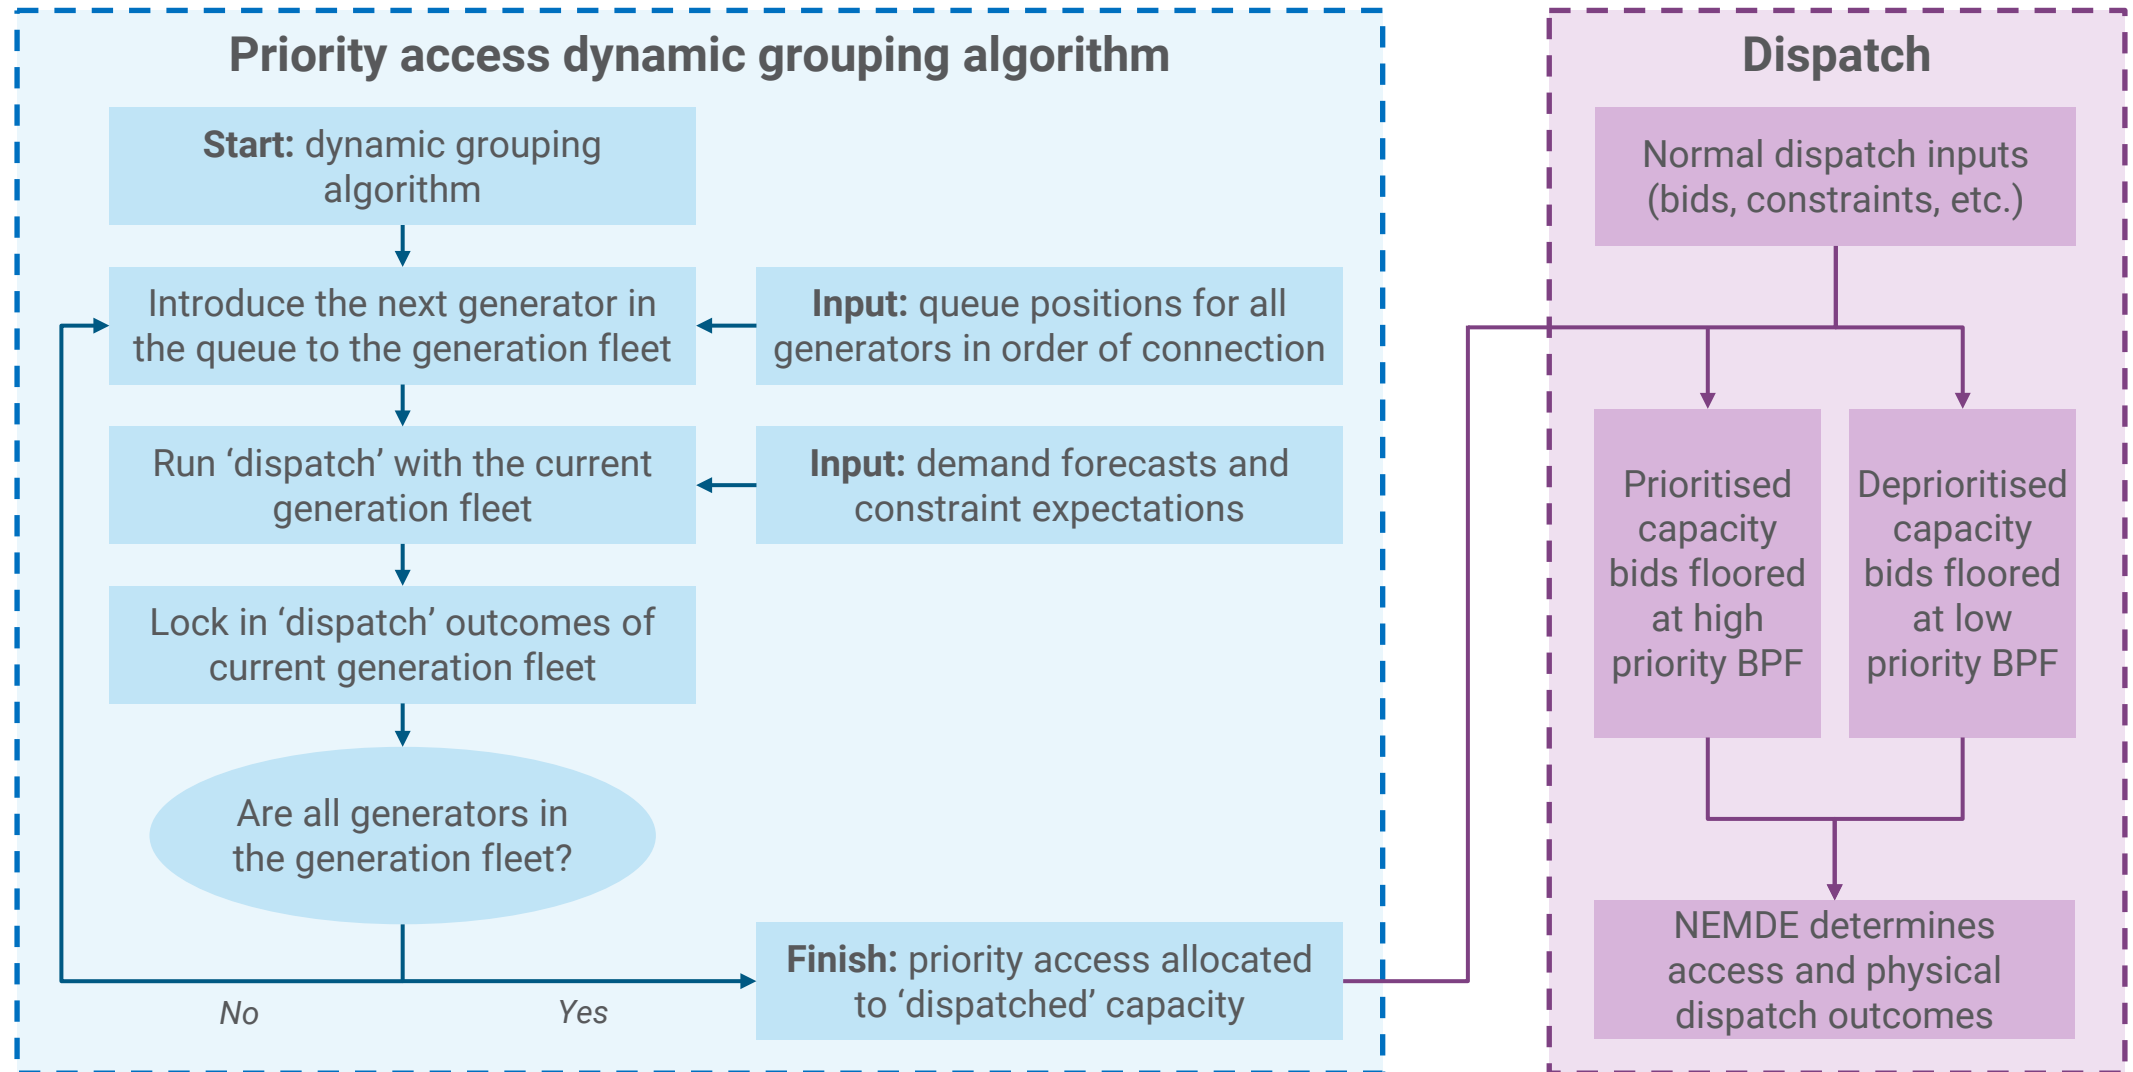 Priority access dynamic grouping algorithm
Start: dynamic grouping
algorithm
Introduce the next generator in
the queue to the generation fleet
Input: queue positions for all
generators in order of connection
Run ‘dispatch’ with the current
generation fleet
Input: demand forecasts and
constraint expectations
Lock in ‘dispatch’ outcomes of
current generation fleet
Are all generators in
the generation fleet?
No
Yes
Finish: priority access allocated
to ‘dispatched’ capacity
Dispatch
Normal dispatch inputs
(bids, constraints, etc.)
Prioritised
capacity
bids floored
at high
priority BPF
Deprioritised
capacity
bids floored
at low
priority BPF
NEMDE determines
access and physical
dispatch outcomes